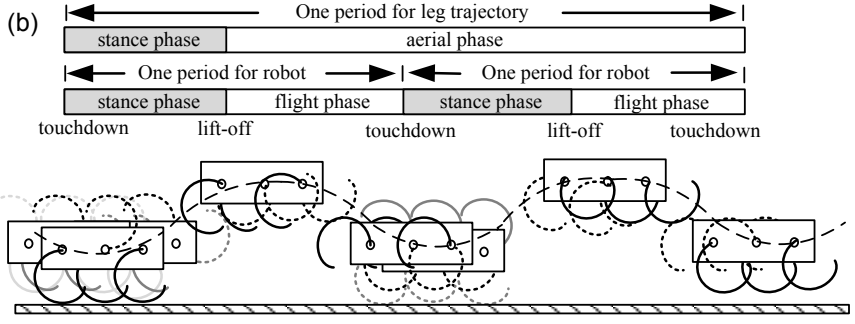 (b)
One period for leg trajectory
stance phase aerial phase
One period for robot One period for robot
stance phase flight phase stance phase flight phase
touchdown lift-off touchdown lift-off touchdown